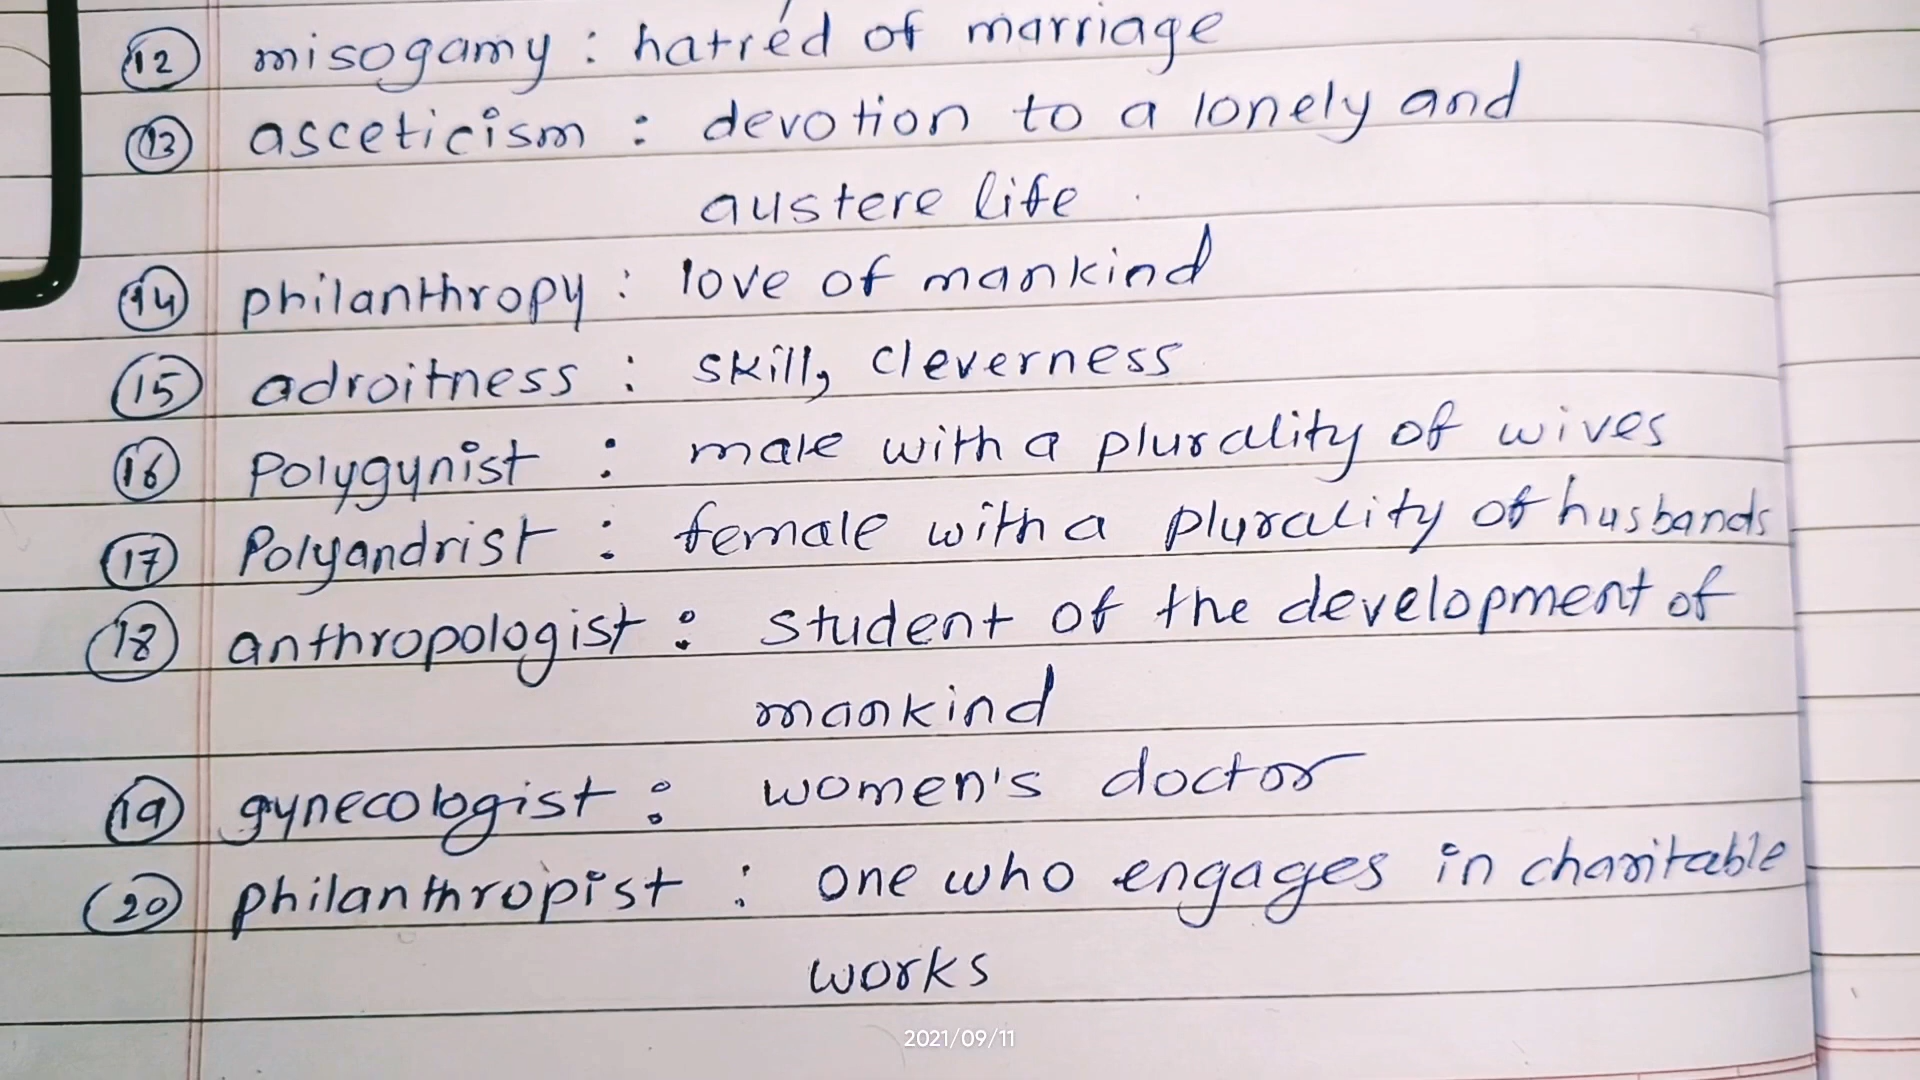 12 misogamy : hatred of marriage
13 asceticism : devotion to a lonely and
austere life
14 philanthropy : love of mankind
15 adroitness : skill, cleverness
16 polygynist : male with a plurality of wives
17 Polyandrist : female with a plurality of husbands
18 anthropologist : student of the development of
mankind
19 gynecologist : women's doctor
20 philanthropist : one who engages in charitable
works
2021/09/11